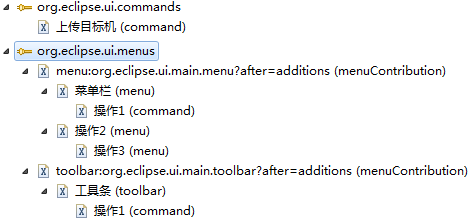 org.eclipse.ui.commands
上传目标机 (command)
org.eclipse.ui.menus
menu:org.eclipse.ui.main.menu?after=additions (menuContribution)
菜单栏 (menu)
操作1 (command)
操作2 (menu)
操作3 (menu)
toolbar:org.eclipse.ui.main.toolbar?after=additions (menuContribution)
工具条 (toolbar)
操作1 (command)